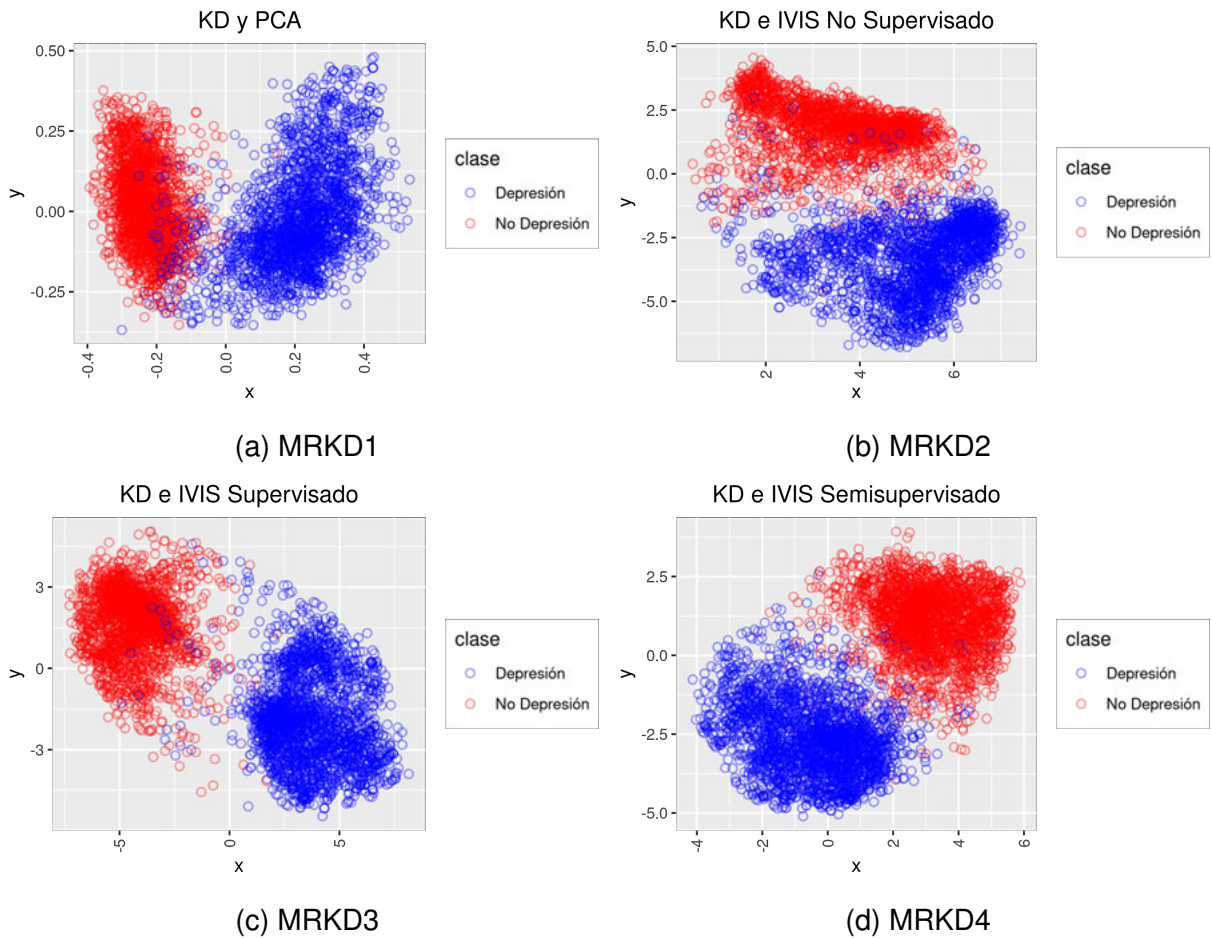 KD y PCA
0.50
0.25
0.00
-0.25
y
-0.4
-0.2
0.0
0.2
0.4
x
clase
Depresión
No Depresión
(a) MRKD1
KD e IVIS No Supervisado
5.0
2.5
0.0
-2.5
-5.0
y
2
4
6
x
clase
Depresión
No Depresión
(b) MRKD2
KD e IVIS Supervisado
3
0
-3
y
-5
0
5
x
clase
Depresión
No Depresión
(c) MRKD3
KD e IVIS Semisupervisado
2.5
0.0
-2.5
-5.0
y
-4
-2
0
2
4
6
x
clase
Depresión
No Depresión
(d) MRKD4